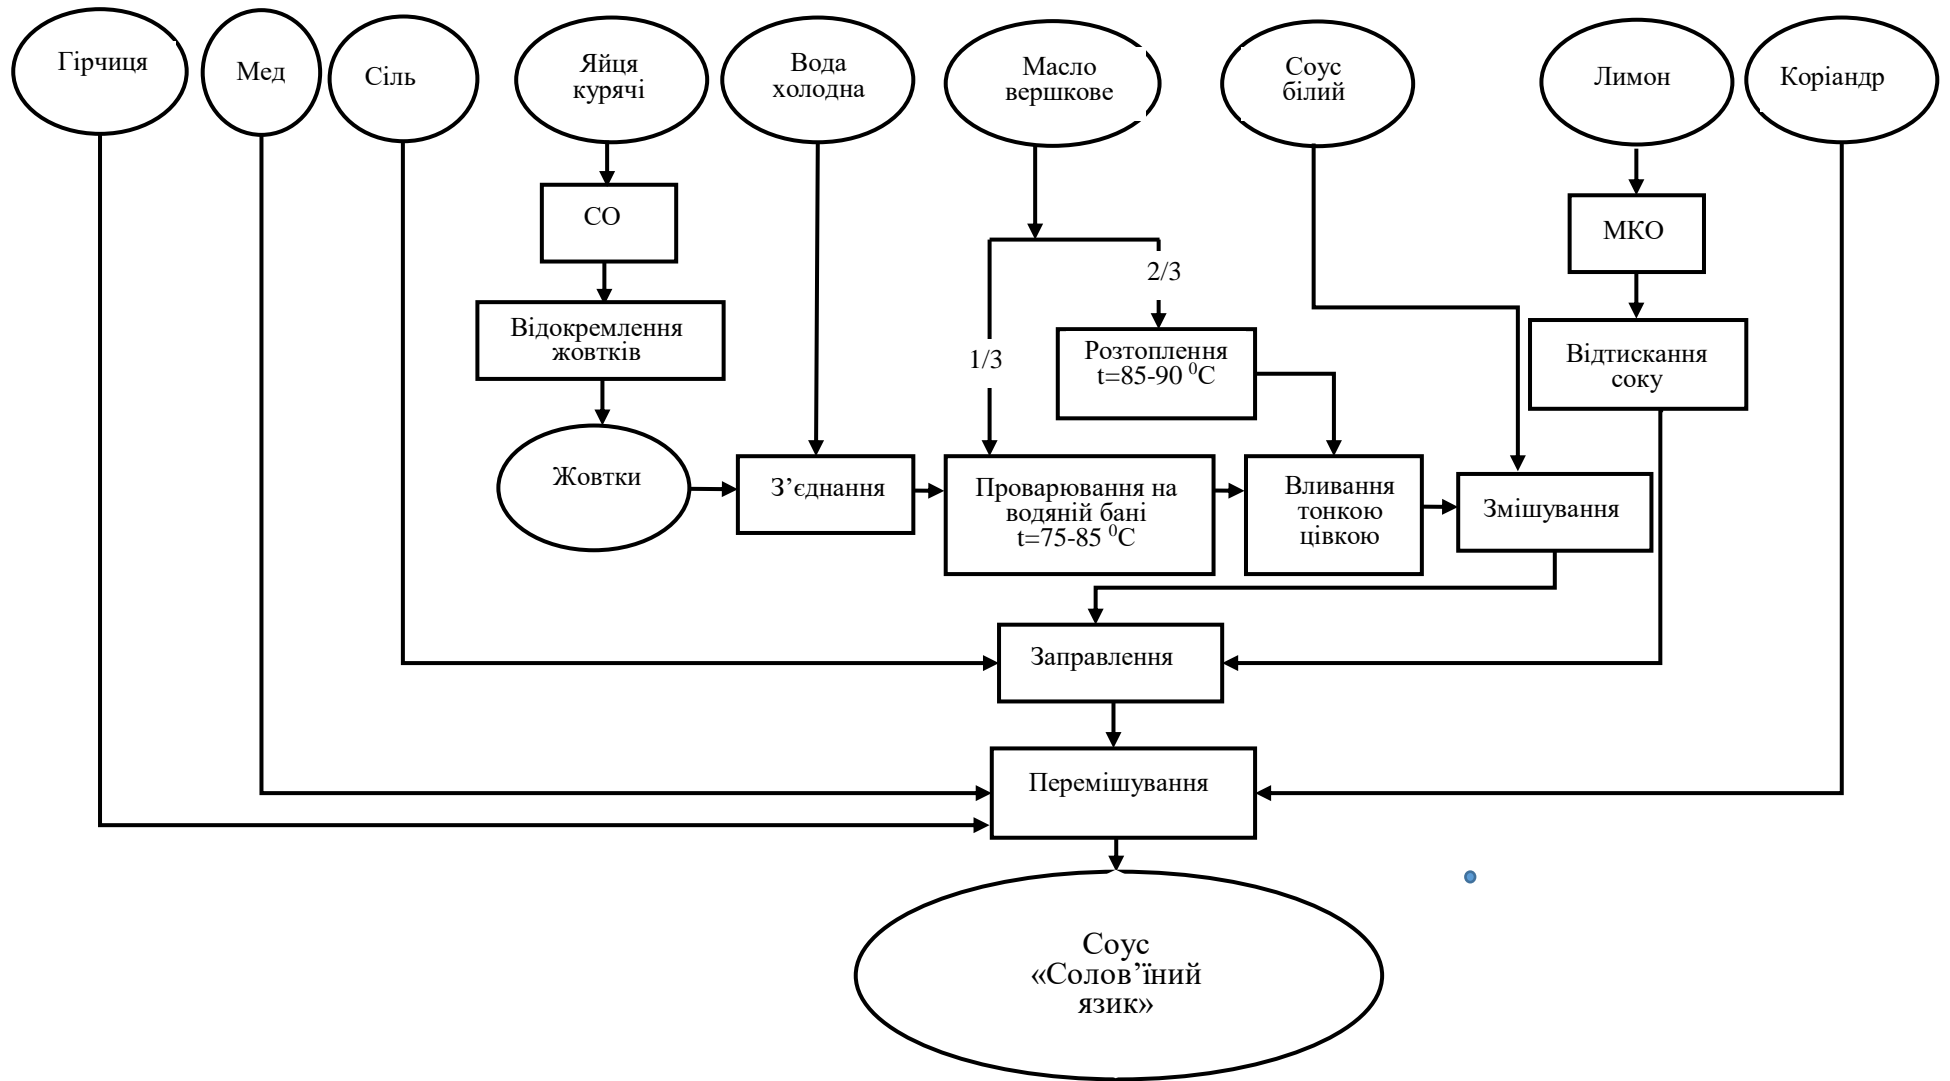 Гірчиця
Мед
Сіль
Яйця
курячі
Вода
холодна
Масло
вершкове
Соус
білий
Лимон
Коріандр
СО
МКО
2/3
1/3
Відокремлення
жовтків
Розтоплення
t=85-90 ⁰С
Відтискання
соку
Жовтки
З’єднання
Проварювання на
водяній бані
t=75-85 ⁰С
Вливання
тонкою
цівкою
Змішування
Заправлення
Перемішування
Соус
«Солов’їний
язик»